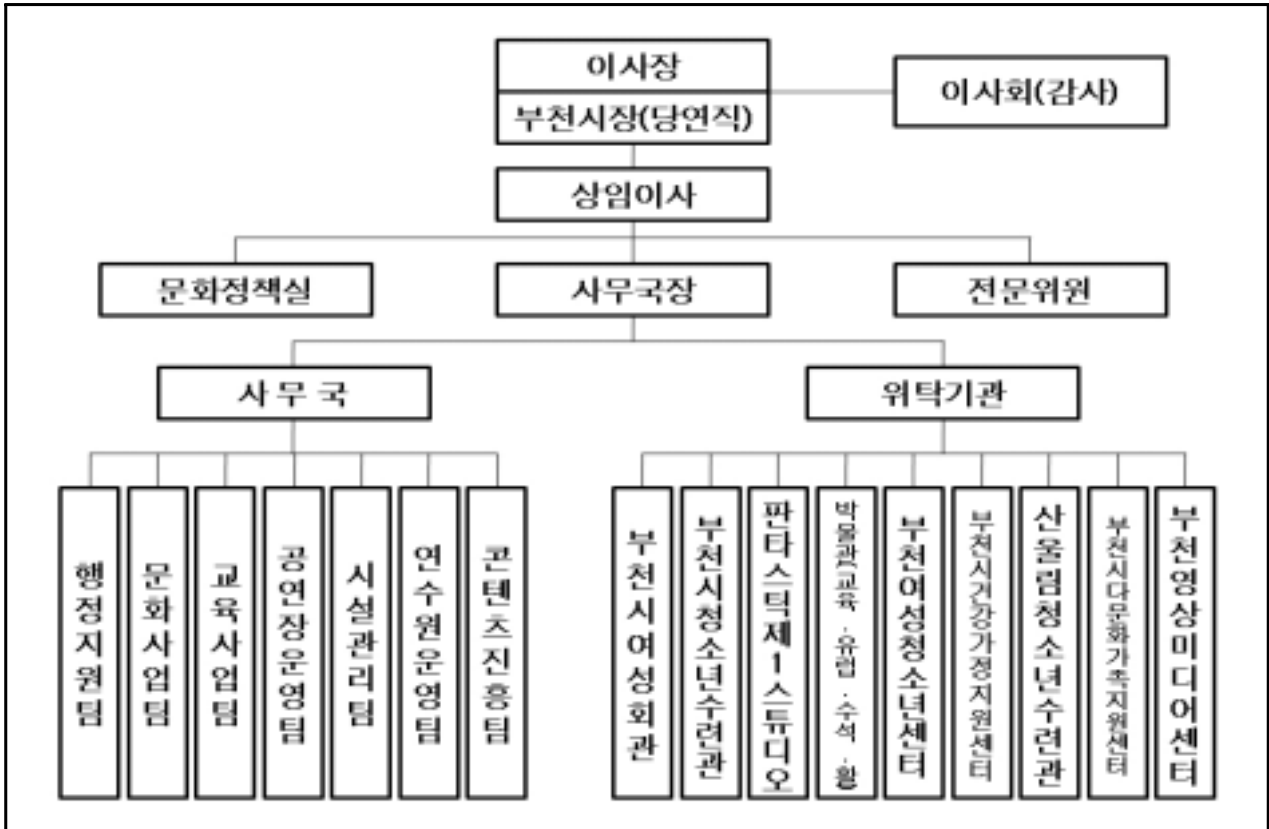 이사장
부천시장(당연직)
이사회(감사)
상임이사
문화정책실
사무국장
전문위원
사 무 국
위탁기관
행정지원팀
문화사업팀
교육사업팀
공연장운영팀
시설관리팀
연수원운영팀
콘텐츠진흥팀
부천시여성회관
부천시청소년수련관
판타스틱제1스튜디오
박물관(교육·유럽·수석·활
부천여성청소년센터
부천시건강가정지원센터
산울림청소년수련관
부천시다문화가족지원센터
부천영상미디어센터